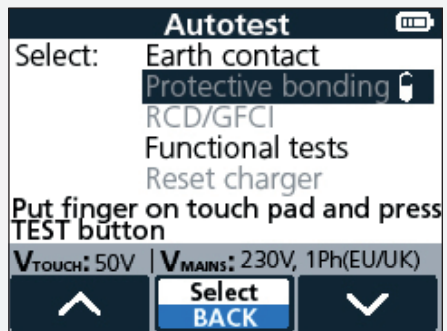 Autotest
Select: Earth contact
Protective bonding
RCD/GFCI
Functional tests
Reset charger
Put finger on touch pad and press
TEST button
VTOUCH: 50V | VMAINS: 230V, 1Ph(EU/UK)
Select
BACK